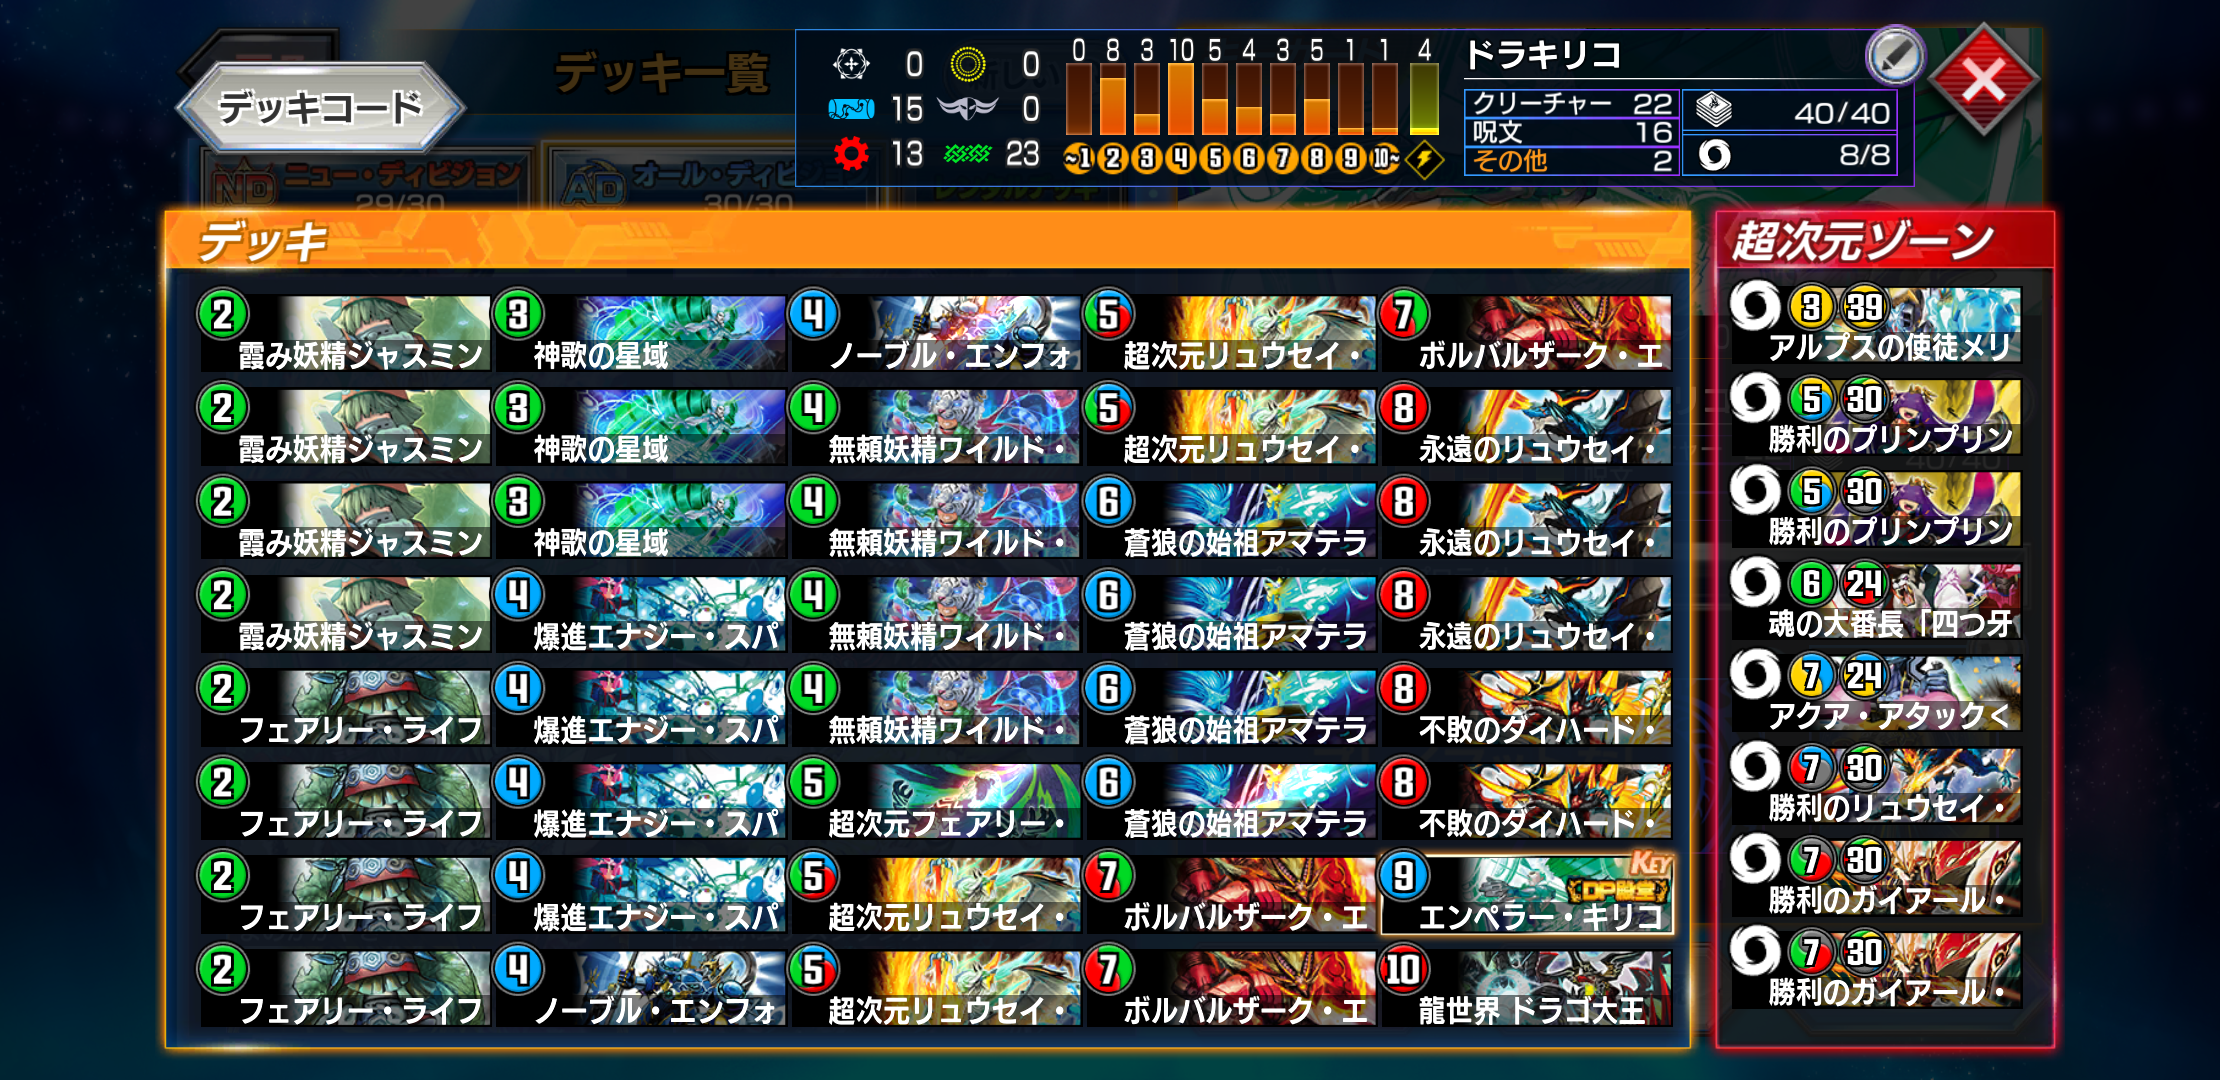 デッキコード
デッキ一覧
ND ニュー・ディビジョン
29/30
AD オール・ディビジョン
30/30
0 0
15 0
13 23
0 8 3 10 5 4 3 5 1 1 4
~1 2 3 4 5 6 7 8 9 10~
ドラキリコ
クリーチャー 22
呪文 16
その他 2
40/40
8/8
デッキ
2 霞み妖精ジャスミン
3 神歌の星域
4 ノーブル・エンフォ
5 超次元リュウセイ・
7 ボルバルザーク・エ
2 霞み妖精ジャスミン
3 神歌の星域
4 無頼妖精ワイルド・
5 超次元リュウセイ・
8 永遠のリュウセイ・
2 霞み妖精ジャスミン
3 神歌の星域
4 無頼妖精ワイルド・
6 蒼狼の始祖アマテラ
8 永遠のリュウセイ・
2 霞み妖精ジャスミン
4 爆進エナジー・スパ
4 無頼妖精ワイルド・
6 蒼狼の始祖アマテラ
8 永遠のリュウセイ・
2 フェアリー・ライフ
4 爆進エナジー・スパ
4 無頼妖精ワイルド・
6 蒼狼の始祖アマテラ
8 不敗のダイハード・
2 フェアリー・ライフ
4 爆進エナジー・スパ
5 超次元フェアリー・
6 蒼狼の始祖アマテラ
8 不敗のダイハード・
2 フェアリー・ライフ
4 爆進エナジー・スパ
5 超次元リュウセイ・
7 ボルバルザーク・エ
9 エンペラー・キリコ
KEY
DP殿堂
2 フェアリー・ライフ
4 ノーブル・エンフォ
5 超次元リュウセイ・
7 ボルバルザーク・エ
10 龍世界 ドラゴ大王
超次元ゾーン
3 39 アルプスの使徒メリ
5 30 勝利のプリンプリン
5 30 勝利のプリンプリン
6 24 魂の大番長「四つ牙
7 24 アクア・アタック<
7 30 勝利のリュウセイ・
7 30 勝利のガイアール・
7 30 勝利のガイアール・